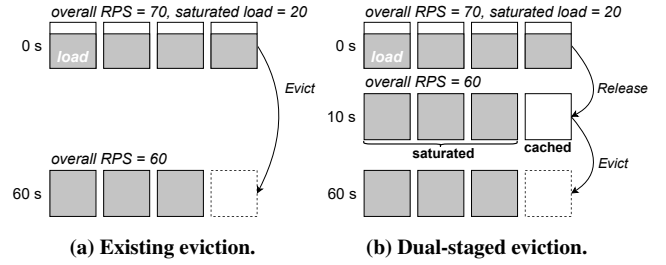 overall RPS = 70, saturated load = 20
0 s
load
Evict
overall RPS = 60
60 s
(a) Existing eviction.
overall RPS = 70, saturated load = 20
0 s
load
Release
overall RPS = 60
10 s
saturated
cached
Evict
60 s
(b) Dual-staged eviction.